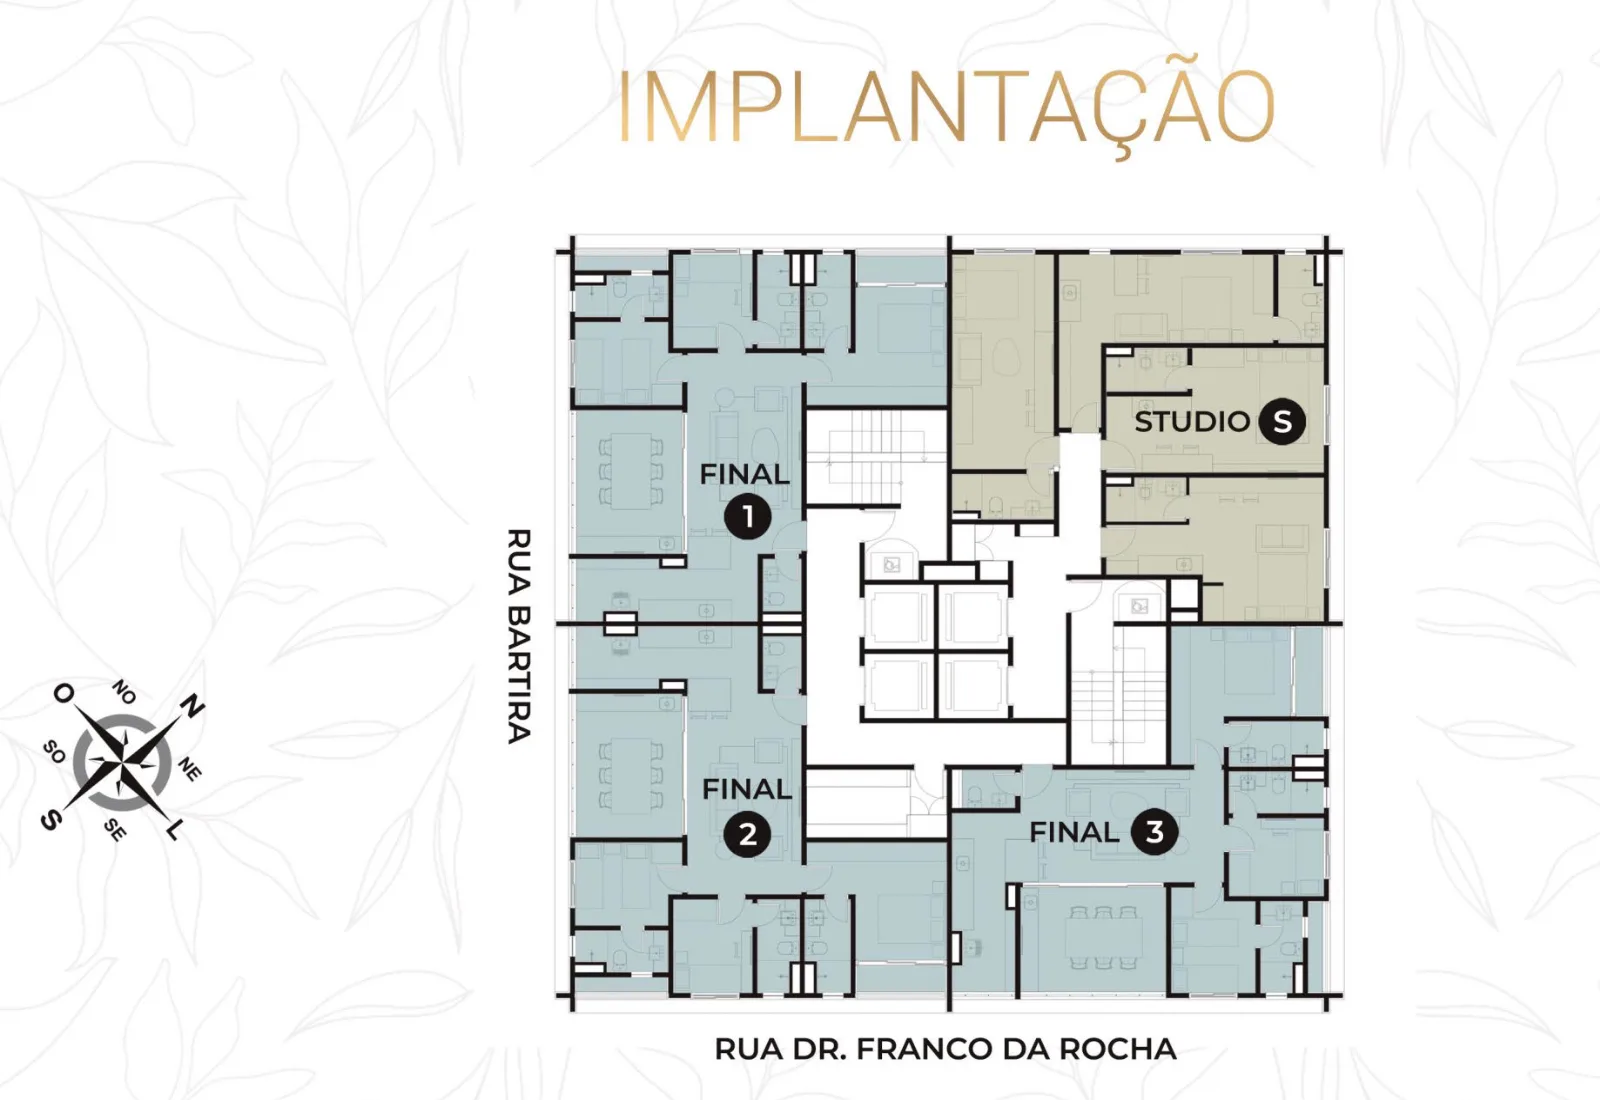 IMPLANTAÇÃO
STUDIO S
FINAL
1
RUA BARTIRA
FINAL
2
FINAL 3
O
NO
N
SO
NE
S
SE
L
RUA DR. FRANCO DA ROCHA